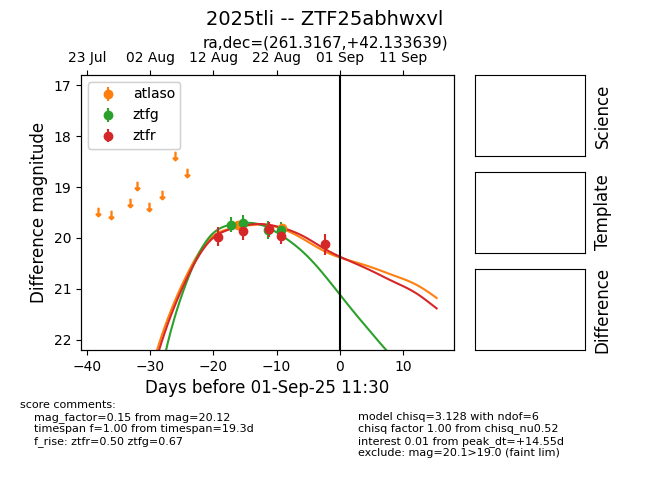 2025tli -- ZTF25abhwxvl
ra,dec=(261.3167,+42.133639)
23 Jul 02 Aug 12 Aug 22 Aug 01 Sep 11 Sep
atlaso
ztfg
ztfr
17
18
19
20
21
22
Difference magnitude
−40 −30 −20 −10 0 10
Days before 01-Sep-25 11:30
Science
Template
Difference
score comments:
mag_factor=0.15 from mag=20.12
timespan f=1.00 from timespan=19.3d
f_rise: ztfr=0.50 ztfg=0.67
model chisq=3.128 with ndof=6
chisq factor 1.00 from chisq_nu0.52
interest 0.01 from peak_dt=+14.55d
exclude: mag=20.1>19.0 (faint lim)